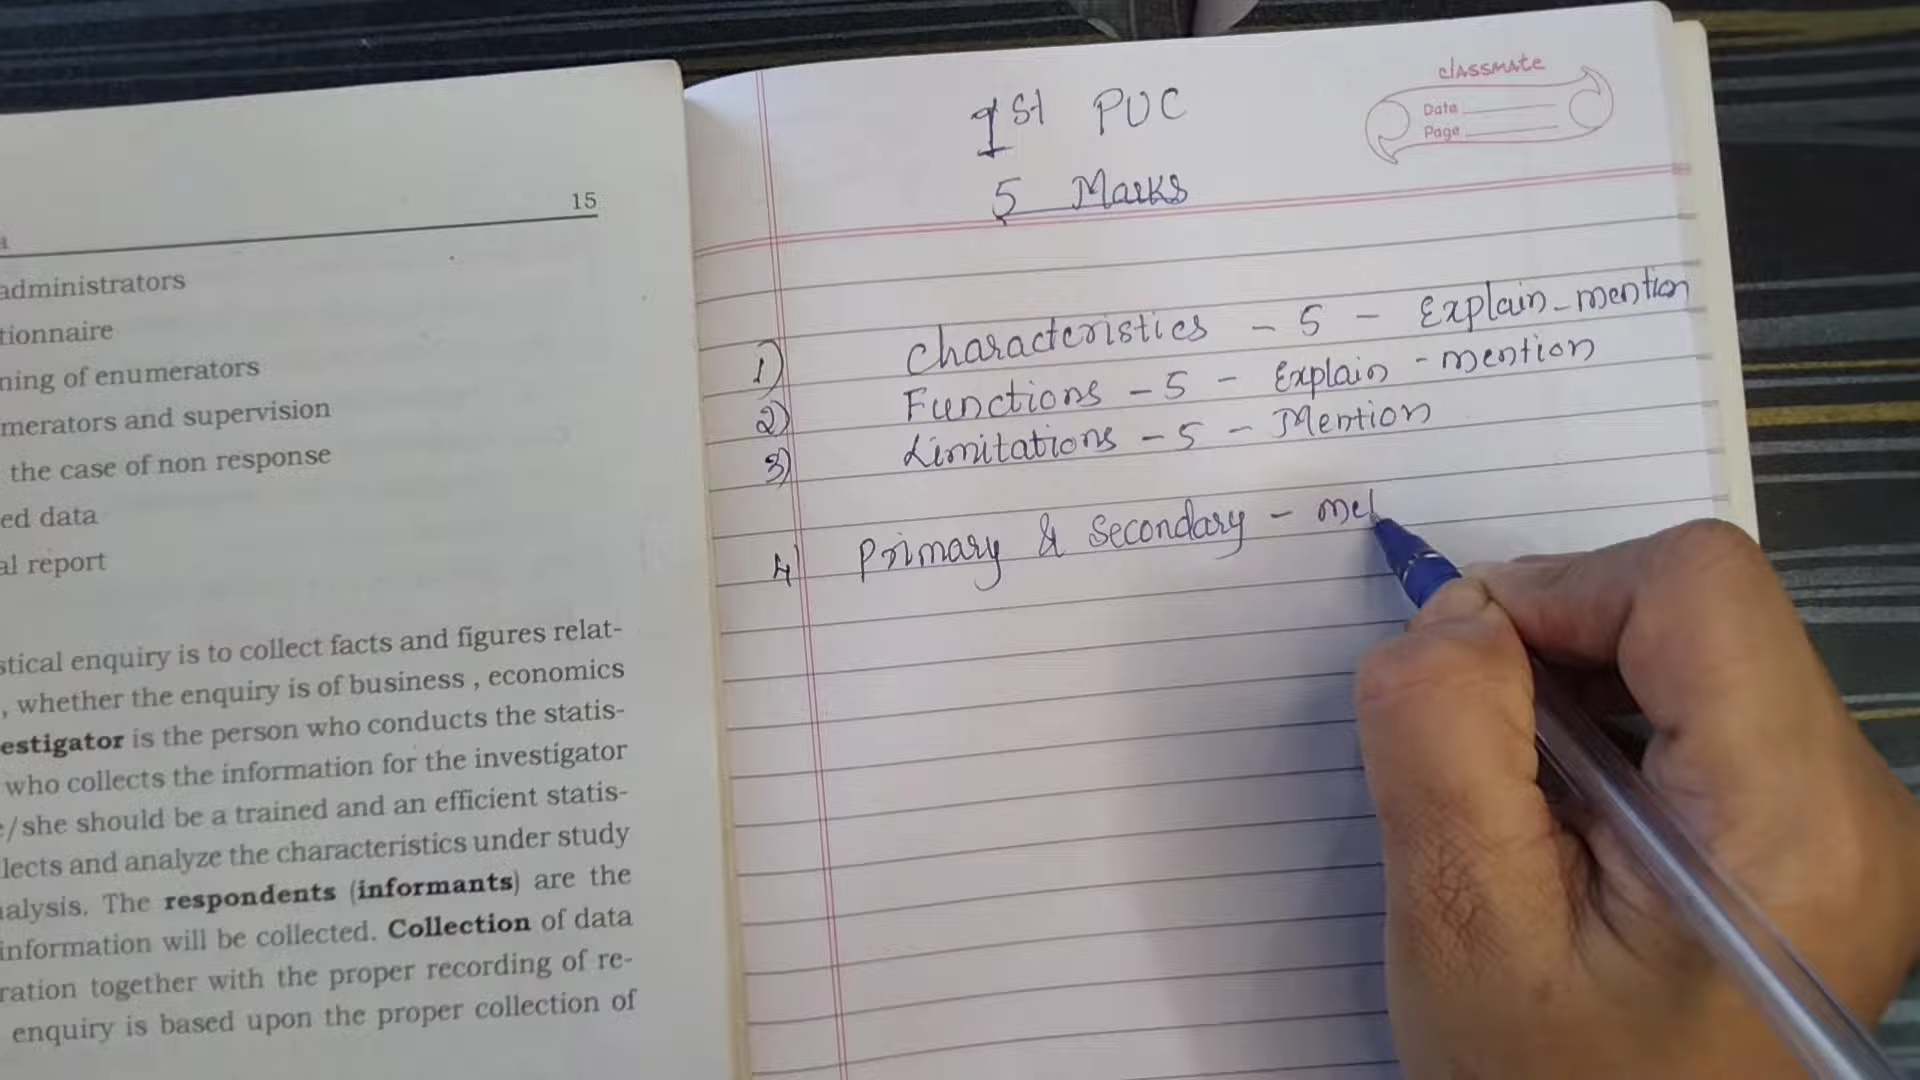 15
administrators
tionnaire
ning of enumerators
merators and supervision
the case of non response
ed data
al report
stical enquiry is to collect facts and figures relat-
, whether the enquiry is of business , economics
estigator is the person who conducts the statis-
who collects the information for the investigator
e/she should be a trained and an efficient statis-
llects and analyze the characteristics under study
nalysis. The respondents (informants) are the
information will be collected. Collection of data
ration together with the proper recording of re-
enquiry is based upon the proper collection of
classmate
Date
Page
1st PUC
5 Marks
1) Characteristics - 5 - Explain - mention
2) Functions - 5 - Explain - mention
3) Limitations - 5 - Mention
4) Primary & Secondary - me